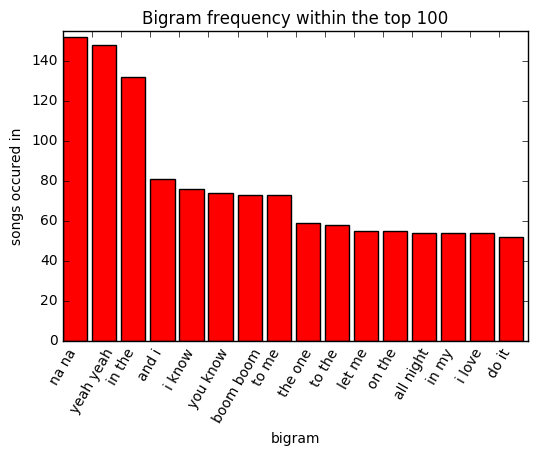 Bigram frequency within the top 100
songs occured in
140
120
100
80
60
40
20
0
na na
yeah yeah
in the
and i
i know
you know
boom boom
to me
the one
to the
let me
on the
all night
in my
i love
do it
bigram